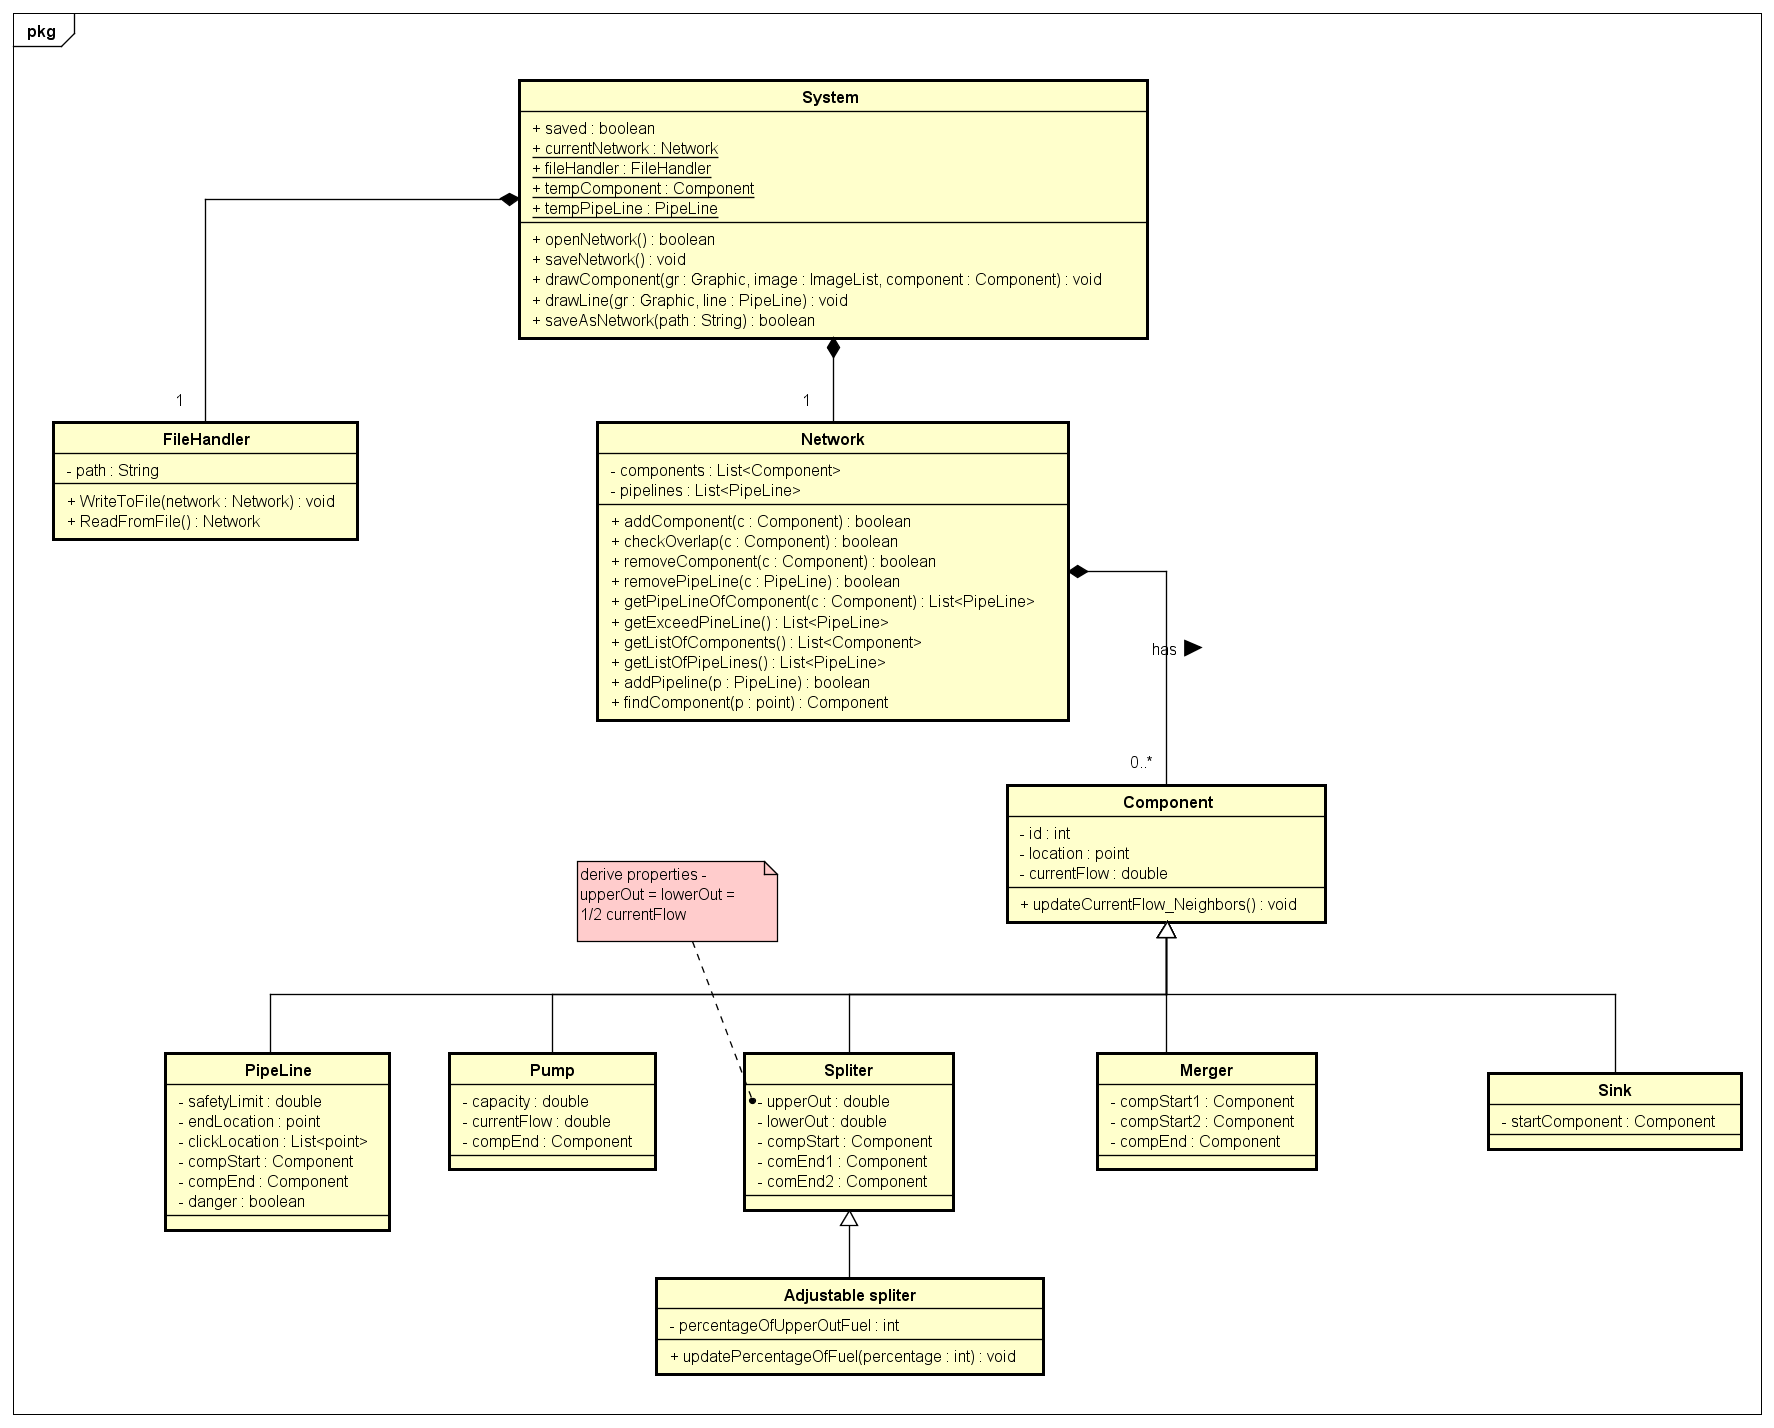 pkg
System
+ saved : boolean
+ currentNetwork : Network
+ fileHandler : FileHandler
+ tempComponent : Component
+ tempPipeLine : PipeLine
+ openNetwork() : boolean
+ saveNetwork() : void
+ drawComponent(gr : Graphic, image : ImageList, component : Component) : void
+ drawLine(gr : Graphic, line : PipeLine) : void
+ saveAsNetwork(path : String) : boolean
1
1
FileHandler
- path : String
+ WriteToFile(network : Network) : void
+ ReadFromFile() : Network
Network
- components : List<Component>
- pipelines : List<PipeLine>
+ addComponent(c : Component) : boolean
+ checkOverlap(c : Component) : boolean
+ removeComponent(c : Component) : boolean
+ removePipeLine(c : PipeLine) : boolean
+ getPipeLineOfComponent(c : Component) : List<PipeLine>
+ getExceedPineLine() : List<PipeLine>
+ getListOfComponents() : List<Component>
+ getListOfPipeLines() : List<PipeLine>
+ addPipeline(p : PipeLine) : boolean
+ findComponent(p : point) : Component
has
0..*
Component
- id : int
- location : point
- currentFlow : double
+ updateCurrentFlow_Neighbors() : void
derive properties -
upperOut = lowerOut =
1/2 currentFlow
PipeLine
- safetyLimit : double
- endLocation : point
- clickLocation : List<point>
- compStart : Component
- compEnd : Component
- danger : boolean
Pump
- capacity : double
- currentFlow : double
- compEnd : Component
Spliter
- upperOut : double
- lowerOut : double
- compStart : Component
- comEnd1 : Component
- comEnd2 : Component
Merger
- compStart1 : Component
- compStart2 : Component
- compEnd : Component
Sink
- startComponent : Component
Adjustable spliter
- percentageOfUpperOutFuel : int
+ updatePercentageOfFuel(percentage : int) : void